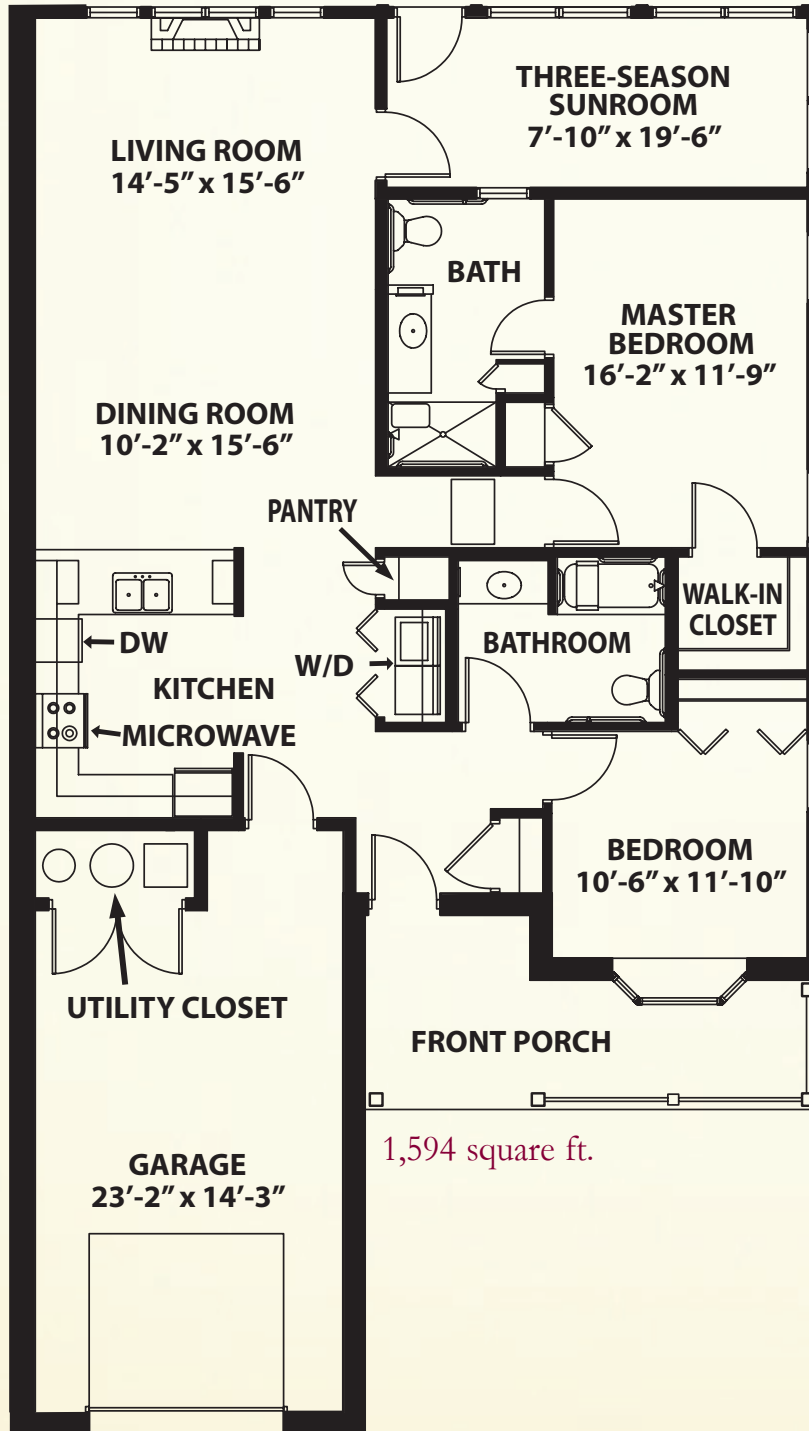 THREE-SEASON
SUNROOM
7′-10″ x 19′-6″
LIVING ROOM
14′-5″ x 15′-6″
BATH
MASTER
BEDROOM
16′-2″ x 11′-9″
DINING ROOM
10′-2″ x 15′-6″
PANTRY
WALK-IN
CLOSET
DW
BATHROOM
W/D
KITCHEN
MICROWAVE
BEDROOM
10′-6″ x 11′-10″
UTILITY CLOSET
FRONT PORCH
1,594 square ft.
GARAGE
23′-2″ x 14′-3″